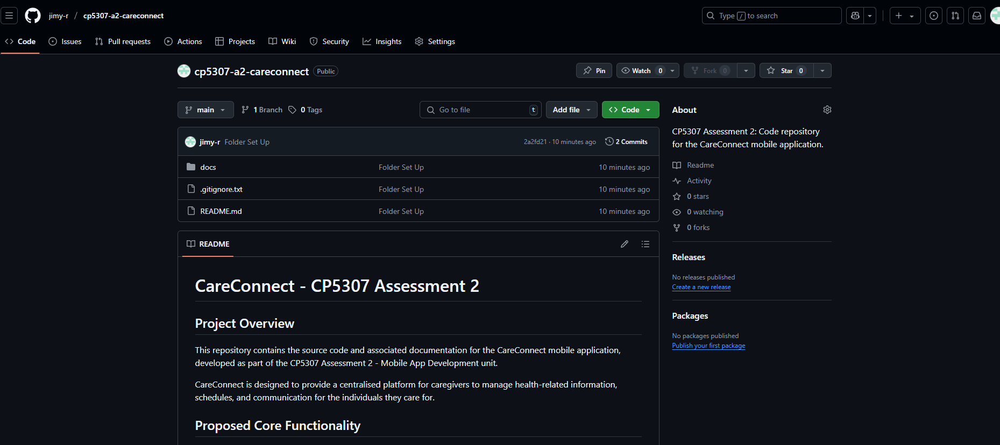 jimy-r / cp5307-a2-careconnect
Type / to search
Code Issues Pull requests Actions Projects Wiki Security Insights Settings
cp5307-a2-careconnect Public
Pin Watch 0 Fork 0 Star 0
main 1 Branch 0 Tags Go to file t Add file Code
jimy-r Folder Set Up 2a2fd21 · 10 minutes ago 2 Commits
docs Folder Set Up 10 minutes ago
.gitignore.txt Folder Set Up 10 minutes ago
README.md Folder Set Up 10 minutes ago
README
CareConnect - CP5307 Assessment 2
Project Overview
This repository contains the source code and associated documentation for the CareConnect mobile application,
developed as part of the CP5307 Assessment 2 - Mobile App Development unit.
CareConnect is designed to provide a centralised platform for caregivers to manage health-related information,
schedules, and communication for the individuals they care for.
Proposed Core Functionality
About
CP5307 Assessment 2: Code repository
for the CareConnect mobile application.
Readme
Activity
0 stars
0 watching
0 forks
Releases
No releases published
Create a new release
Packages
No packages published
Publish your first package